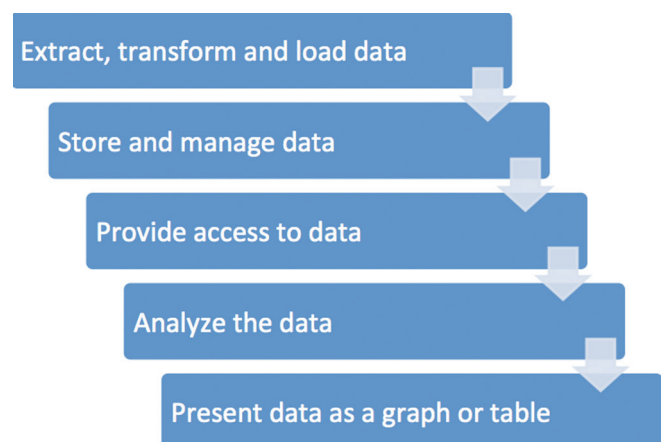 Extract, transform and load data
Store and manage data
Provide access to data
Analyze the data
Present data as a graph or table